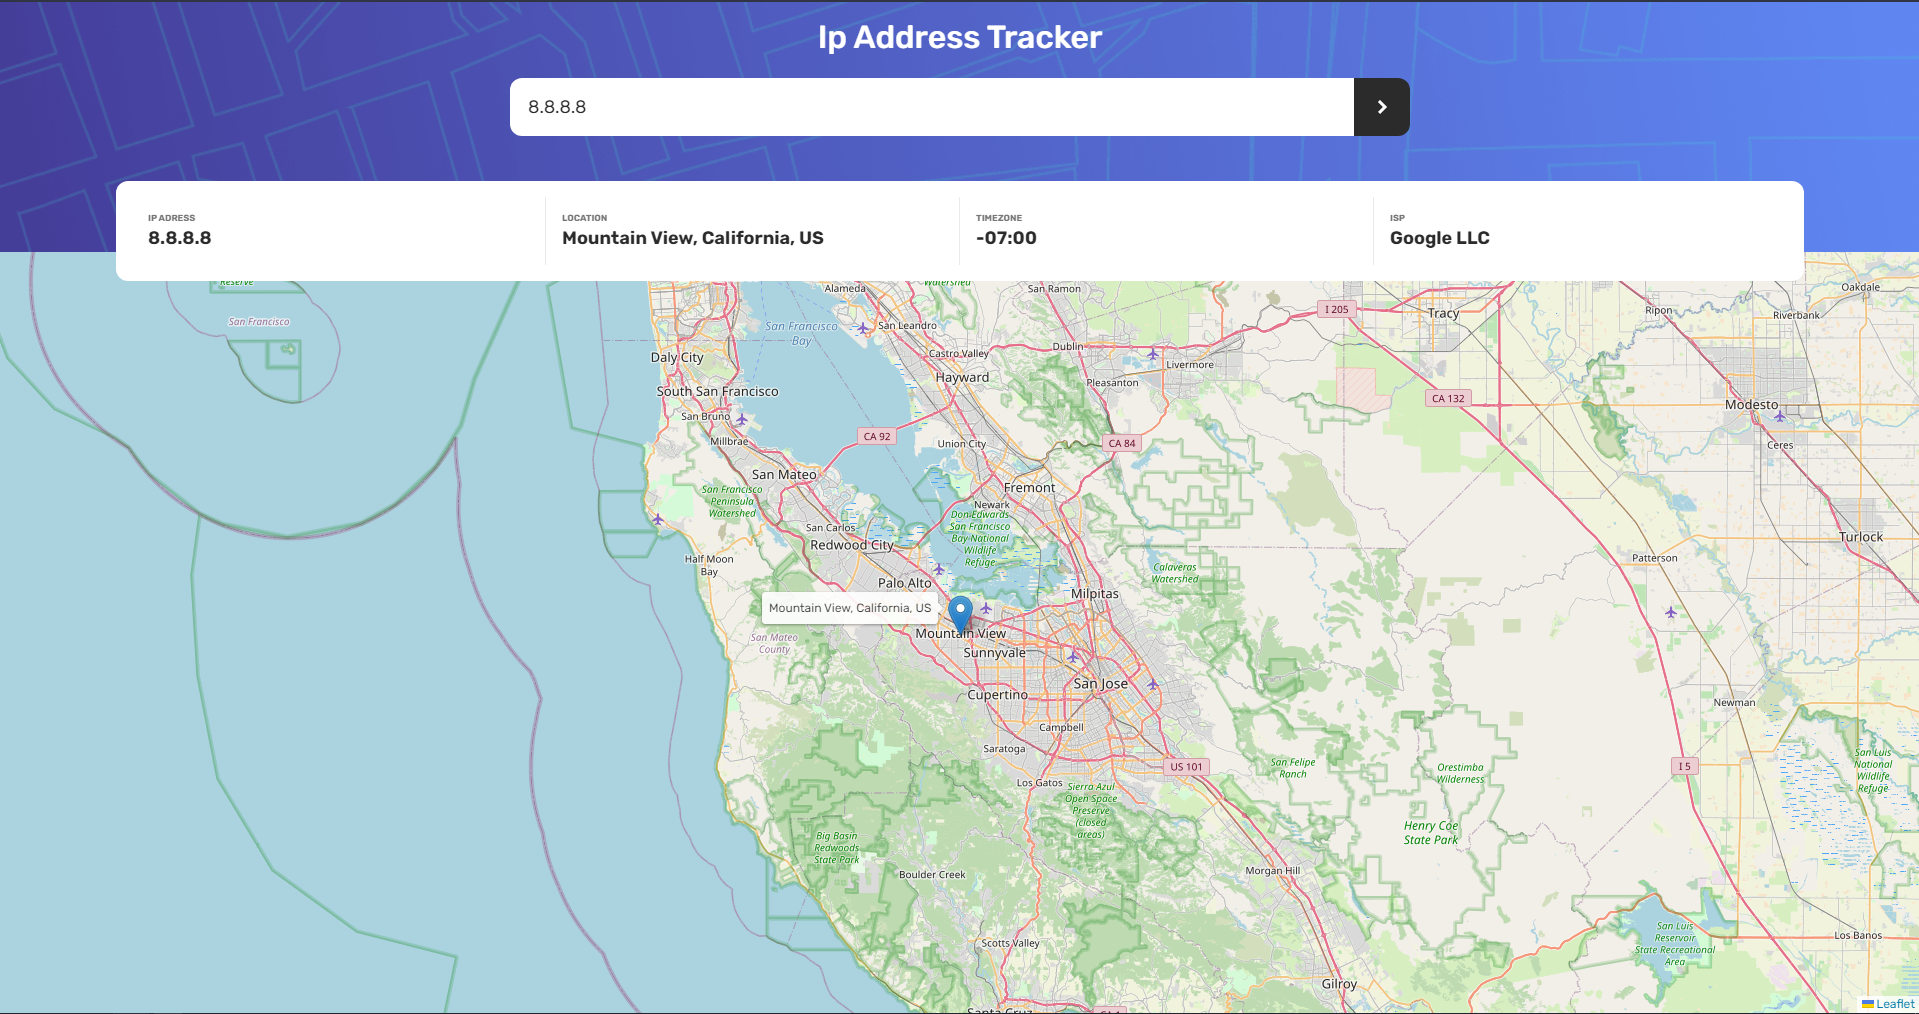 Ip Address Tracker
8.8.8.8
IP ADRESS
8.8.8.8
LOCATION
Mountain View, California, US
TIMEZONE
-07:00
ISP
Google LLC
Reserve
Alameda
Watershed
San Ramon
Oakdale
San Francisco
San Francisco
Bay
San Leandro
I 205
Tracy
Ripon
Riverbank
Daly City
Castro Valley
Dublin
Livermore
Hayward
Pleasanton
South San Francisco
CA 132
Modesto
San Bruno
Millbrae
CA 92
Union City
CA 84
Ceres
San Mateo
San Francisco
Peninsula
Watershed
Fremont
Newark
Don Edwards
San Francisco
Bay National
Wildlife
Refuge
San Carlos
Redwood City
Turlock
Half Moon
Bay
Palo Alto
Calaveras
Watershed
Patterson
Milpitas
Mountain View, California, US
Mountain View
San Mateo
County
Sunnyvale
Cupertino
San Jose
Newman
Campbell
Saratoga
US 101
San Felipe
Ranch
Orestimba
Wilderness
I 5
San Luis
National
Wildlife
Refuge
Los Gatos
Sierra Azul
Open Space
Preserve
(closed
areas)
Big Basin
Redwoods
State Park
Henry Coe
State Park
Boulder Creek
Morgan Hill
San Luis
Reservoir
State Recreational
Area
Los Banos
Scotts Valley
Gilroy
Santa Cruz
CA 1
Leaflet